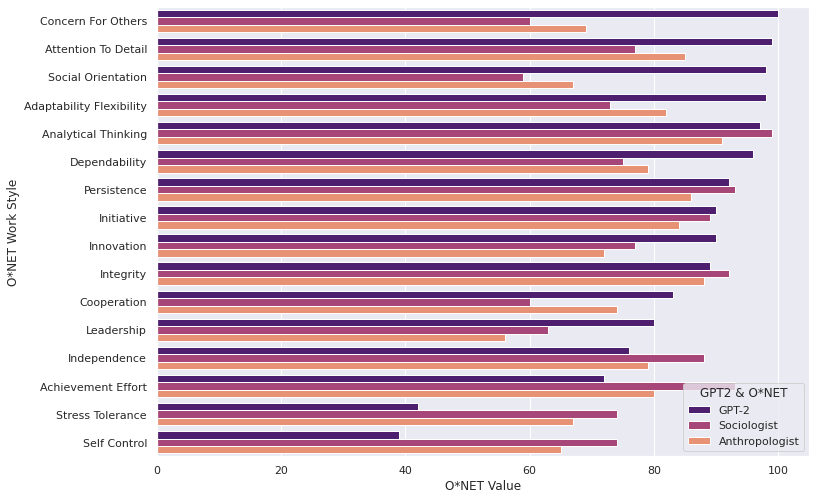 Concern For Others
Attention To Detail
Social Orientation
Adaptability Flexibility
Analytical Thinking
Dependability
Persistence
Initiative
Innovation
Integrity
Cooperation
Leadership
Independence
Achievement Effort
Stress Tolerance
Self Control
O*NET Work Style
0 20 40 60 80 100
O*NET Value
GPT2 & O*NET
GPT-2
Sociologist
Anthropologist